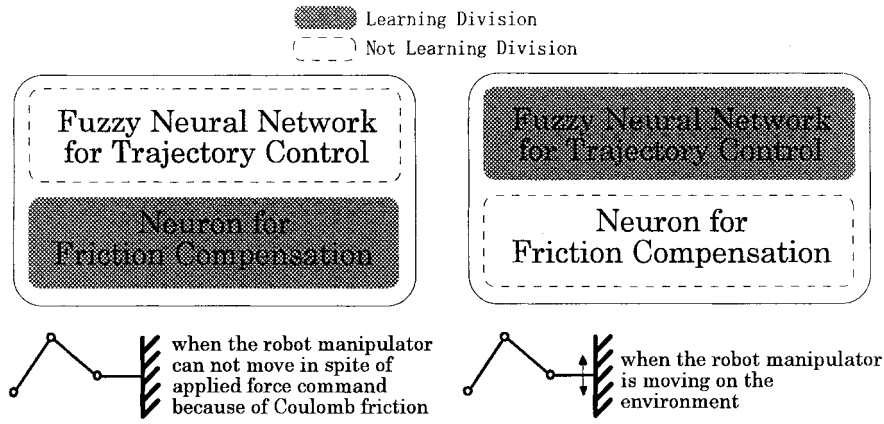 Learning Division
Not Learning Division
Fuzzy Neural Network
for Trajectory Control
Neuron for
Friction Compensation
Fuzzy Neural Network
for Trajectory Control
Neuron for
Friction Compensation
when the robot manipulator
can not move in spite of
applied force command
because of Coulomb friction
when the robot manipulator
is moving on the
environment